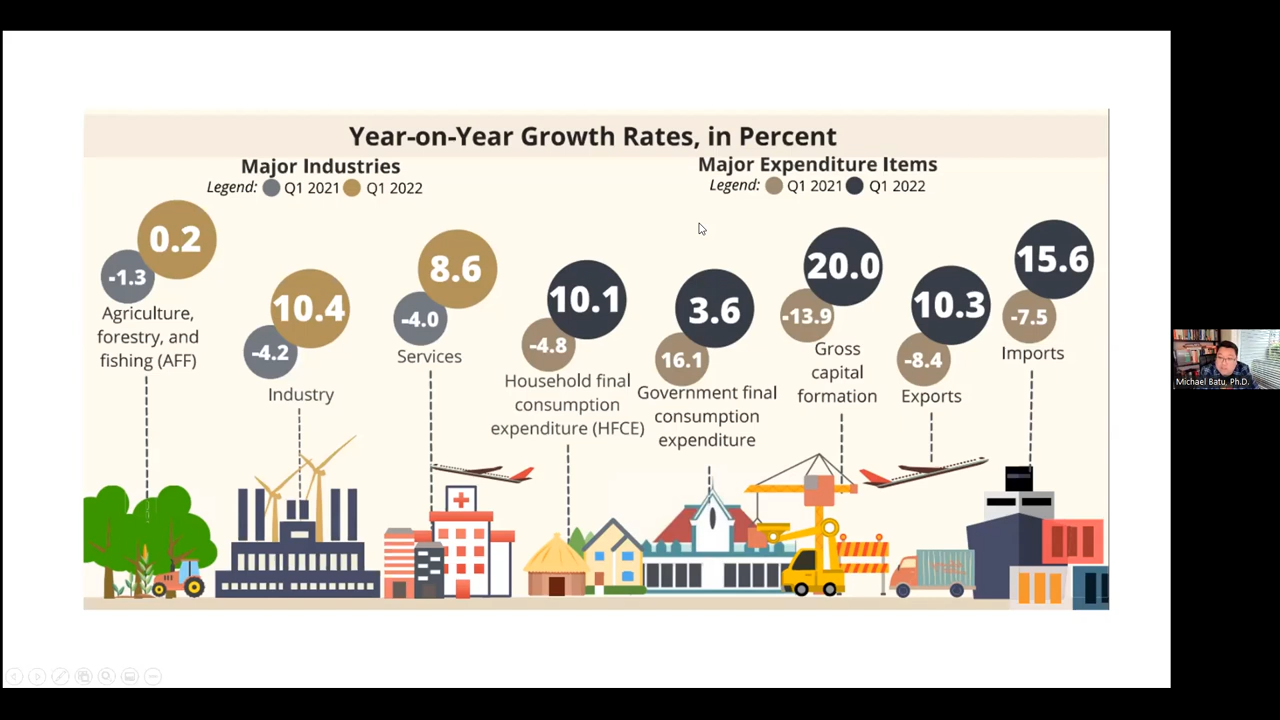 Year-on-Year Growth Rates, in Percent
Major Industries
Legend: Q1 2021 Q1 2022
Major Expenditure Items
Legend: Q1 2021 Q1 2022
0.2
-1.3
Agriculture,
forestry, and
fishing (AFF)
10.4
-4.2
Industry
8.6
-4.0
Services
10.1
-4.8
Household final
consumption
expenditure (HFCE)
3.6
16.1
Government final
consumption
expenditure
20.0
-13.9
Gross
capital
formation
10.3
-8.4
Exports
15.6
-7.5
Imports
Michael Batu, Ph.D.